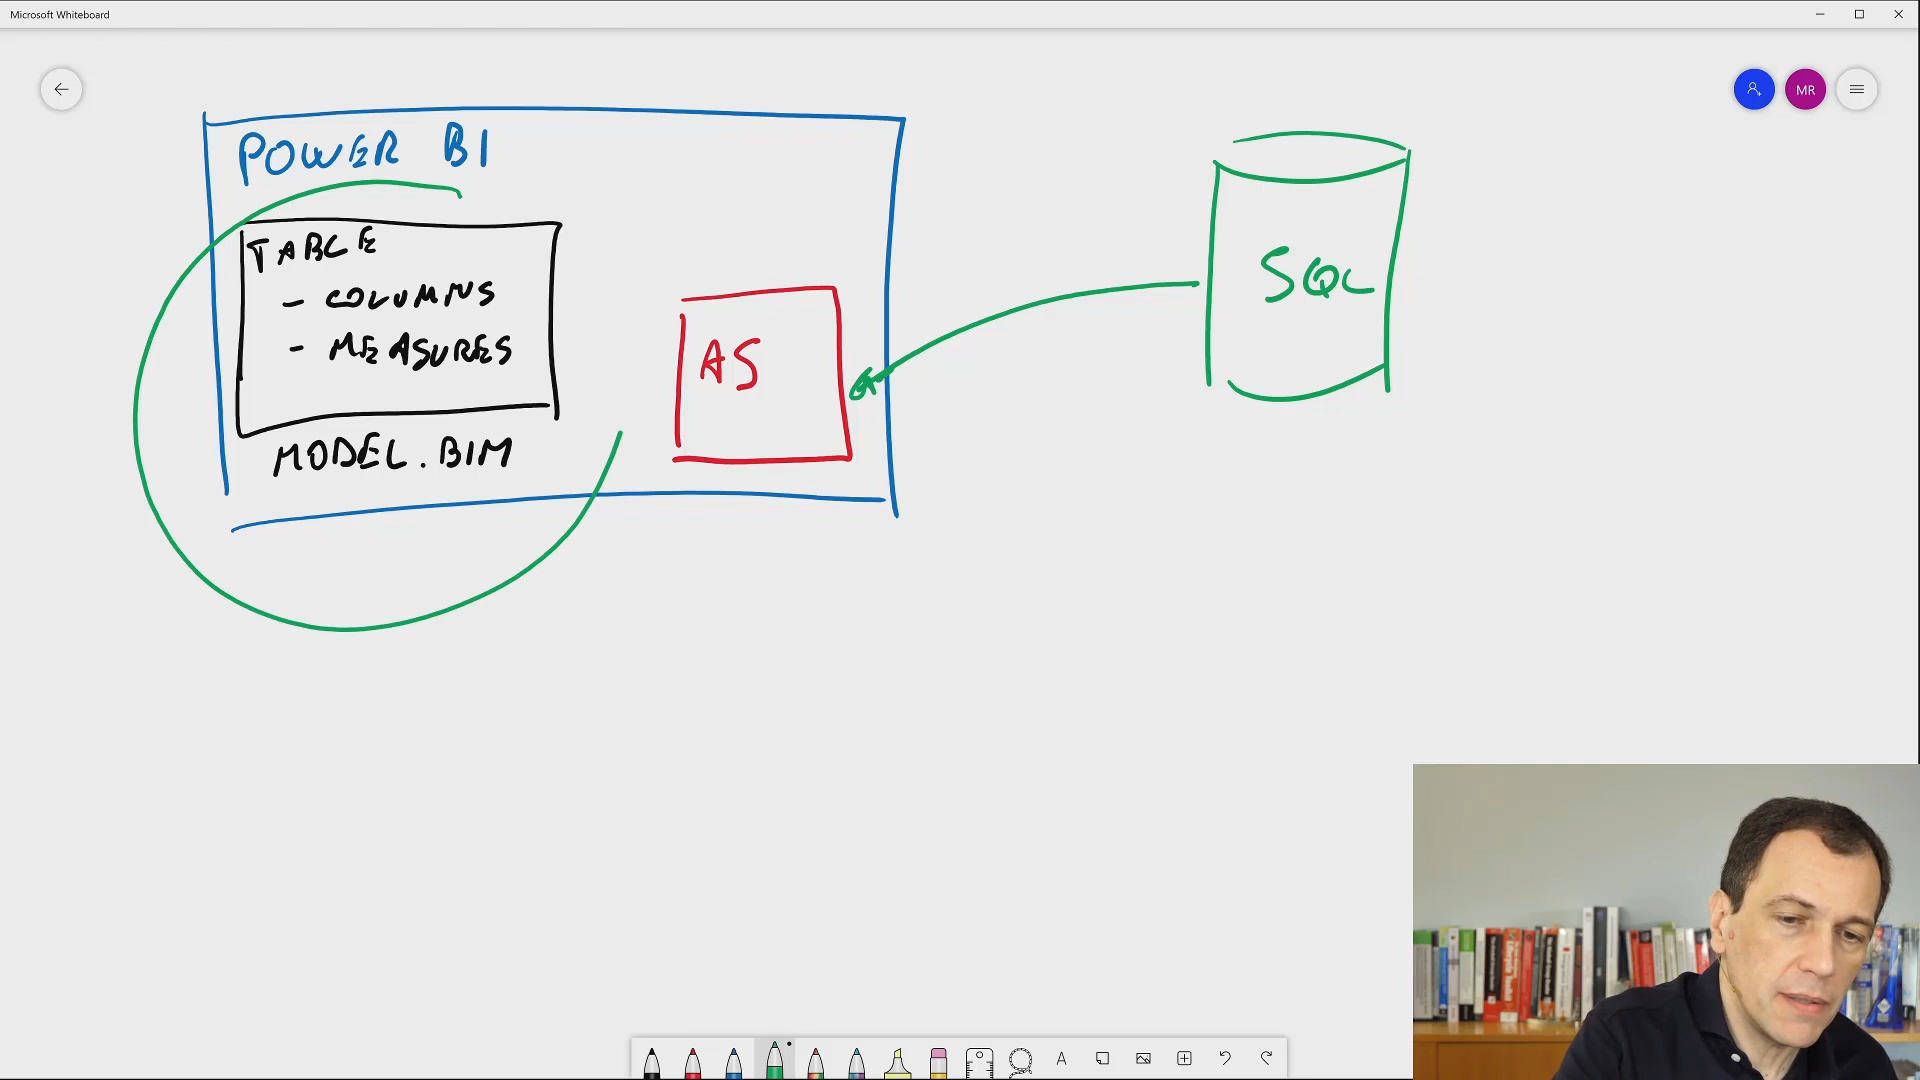 Microsoft Whiteboard
MR
POWER BI
TABLE
- COLUMNS
- MEASURES
MODEL.BIM
AS
SQL
A